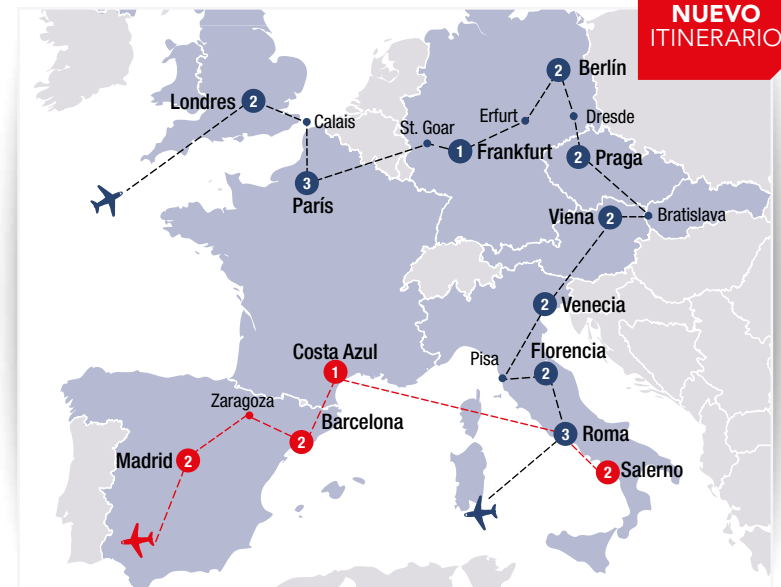 NUEVO
ITINERARIO
Londres 2
Calais
3
París
St. Goar
1 Frankfurt
Erfurt
2 Berlín
Dresde
2 Praga
Viena 2
Bratislava
2 Venecia
Pisa
Florencia
2
3 Roma
2 Salerno
Costa Azul
1
Barcelona
2
Zaragoza
Madrid 2